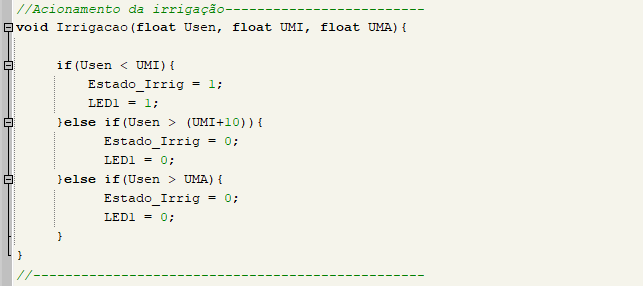 //Acionamento da irrigação-------------------------
void Irrigacao(float Usen, float UMI, float UMA){
if(Usen < UMI){
Estado_Irrig = 1;
LED1 = 1;
}else if(Usen > (UMI+10)){
Estado_Irrig = 0;
LED1 = 0;
}else if(Usen > UMA){
Estado_Irrig = 0;
LED1 = 0;
}
}
//-------------------------------------------------